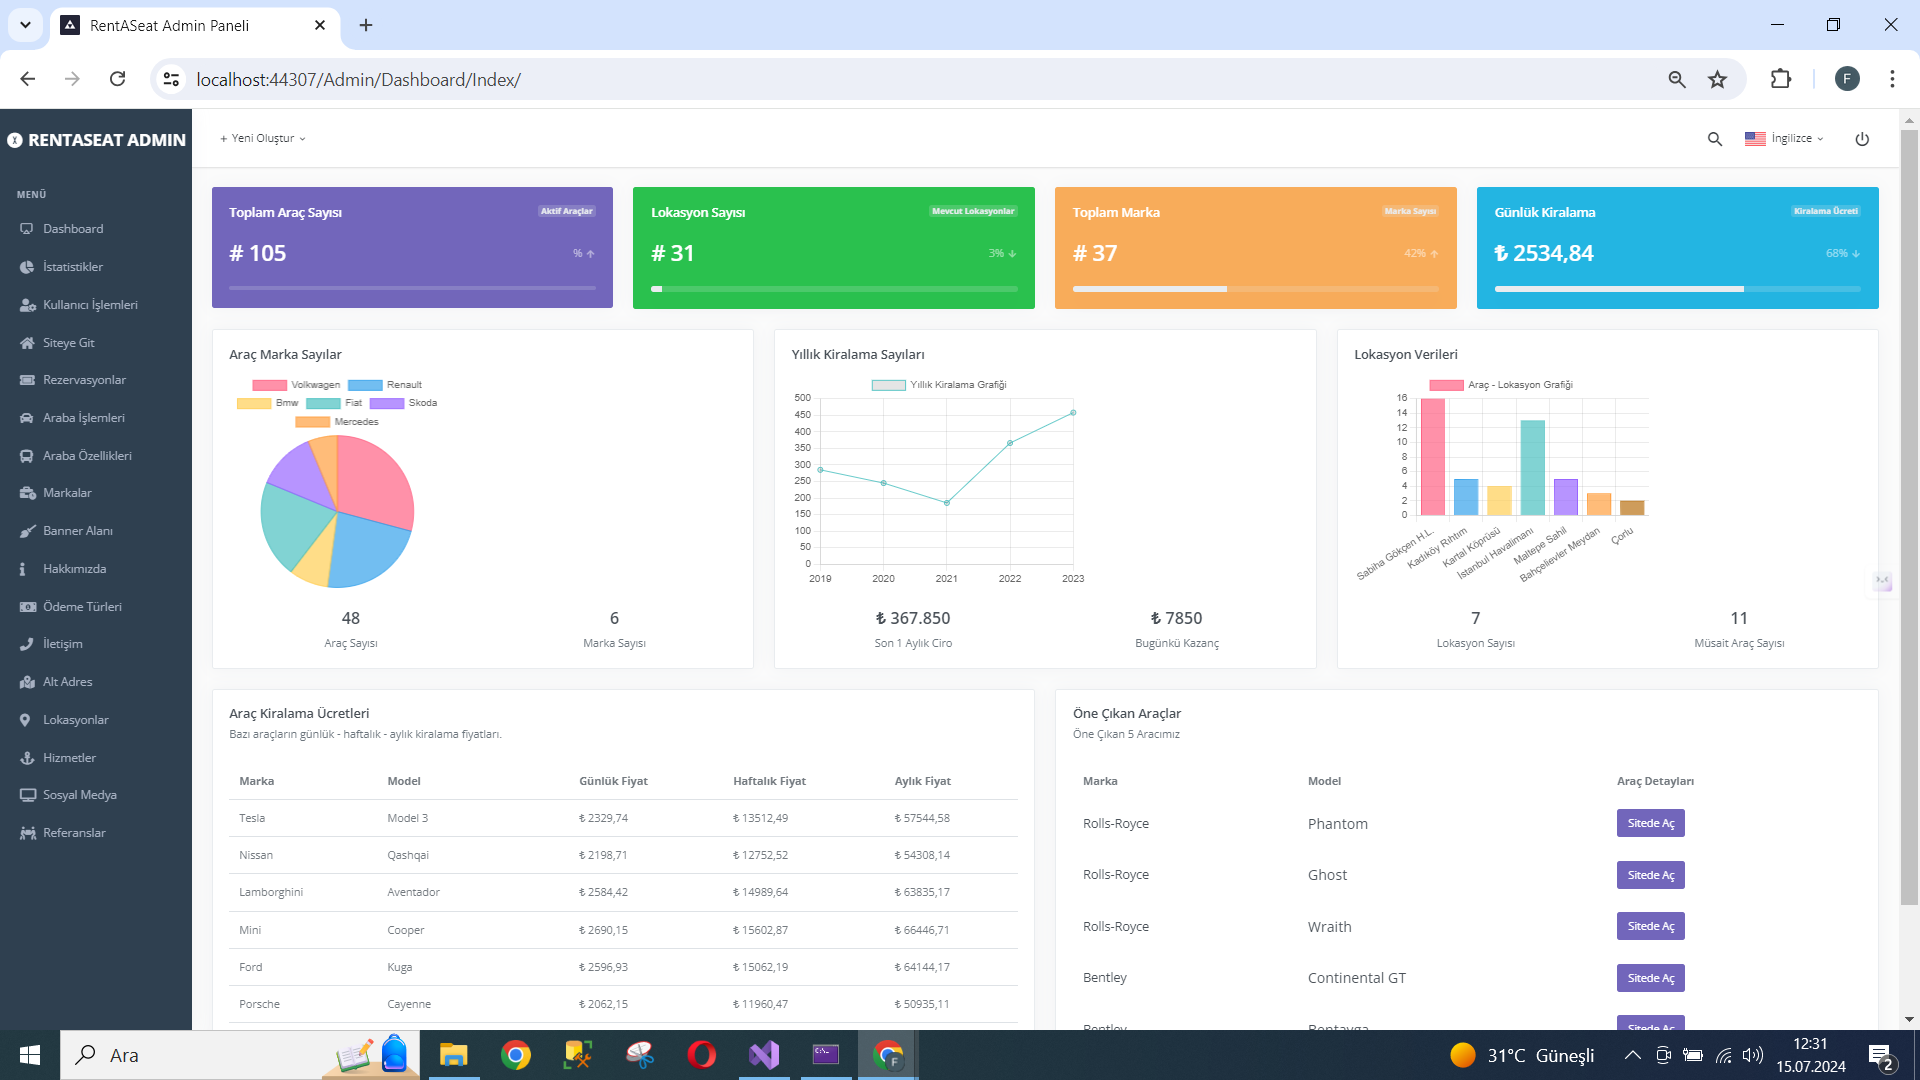 RentASeat Admin Paneli
localhost:44307/Admin/Dashboard/Index/
F
RENTASEAT ADMIN
+ Yeni Oluştur
İngilizce
MENÜ
Dashboard
İstatistikler
Kullanıcı İşlemleri
Siteye Git
Rezervasyonlar
Araba İşlemleri
Araba Özellikleri
Markalar
Banner Alanı
Hakkımızda
Ödeme Türleri
İletişim
Alt Adres
Lokasyonlar
Hizmetler
Sosyal Medya
Referanslar
Toplam Araç Sayısı
Aktif Araçlar
# 105
%
Lokasyon Sayısı
Mevcut Lokasyonlar
# 31
3%
Toplam Marka
Marka Sayısı
# 37
42%
Günlük Kiralama
Kiralama Ücreti
₺ 2534,84
68%
Araç Marka Sayılar
Volkwagen Renault
Bmw Fiat Skoda
Mercedes
48
Araç Sayısı
6
Marka Sayısı
Yıllık Kiralama Sayıları
Yıllık Kiralama Grafiği
500
450
400
350
300
250
200
150
100
50
0
2019 2020 2021 2022 2023
₺ 367.850
Son 1 Aylık Ciro
₺ 7850
Bugünkü Kazanç
Lokasyon Verileri
Araç - Lokasyon Grafiği
16
14
12
10
8
6
4
2
0
Sabiha Gökçen H.L.
Kadıköy Rıhtım
Kartal Köprüsü
İstanbul Havalimanı
Maltepe Sahil
Bahçelievler Meydan
Çorlu
7
Lokasyon Sayısı
11
Müsait Araç Sayısı
Araç Kiralama Ücretleri
Bazı araçların günlük - haftalık - aylık kiralama fiyatları.
Marka Model Günlük Fiyat Haftalık Fiyat Aylık Fiyat
Tesla Model 3 ₺ 2329,74 ₺ 13512,49 ₺ 57544,58
Nissan Qashqai ₺ 2198,71 ₺ 12752,52 ₺ 54308,14
Lamborghini Aventador ₺ 2584,42 ₺ 14989,64 ₺ 63835,17
Mini Cooper ₺ 2690,15 ₺ 15602,87 ₺ 66446,71
Ford Kuga ₺ 2596,93 ₺ 15062,19 ₺ 64144,17
Porsche Cayenne ₺ 2062,15 ₺ 11960,47 ₺ 50935,11
Öne Çıkan Araçlar
Öne Çıkan 5 Aracımız
Marka Model Araç Detayları
Rolls-Royce Phantom Sitede Aç
Rolls-Royce Ghost Sitede Aç
Rolls-Royce Wraith Sitede Aç
Bentley Continental GT Sitede Aç
Bentley Bentayga Sitede Aç
Ara
31°C Güneşli
12:31
15.07.2024
2